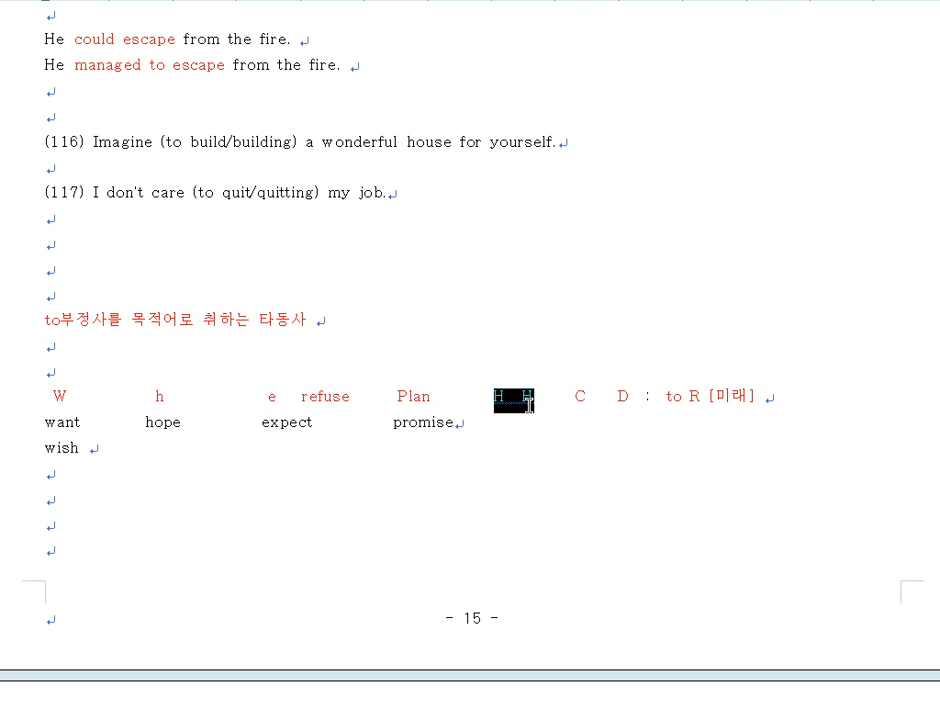 He could escape from the fire.
He managed to escape from the fire.
(116) Imagine (to build/building) a wonderful house for yourself.
(117) I don't care (to quit/quitting) my job.
to부정사를 목적어로 취하는 타동사
W h e refuse Plan H H C D : to R [미래]
want hope expect promise
wish
- 15 -